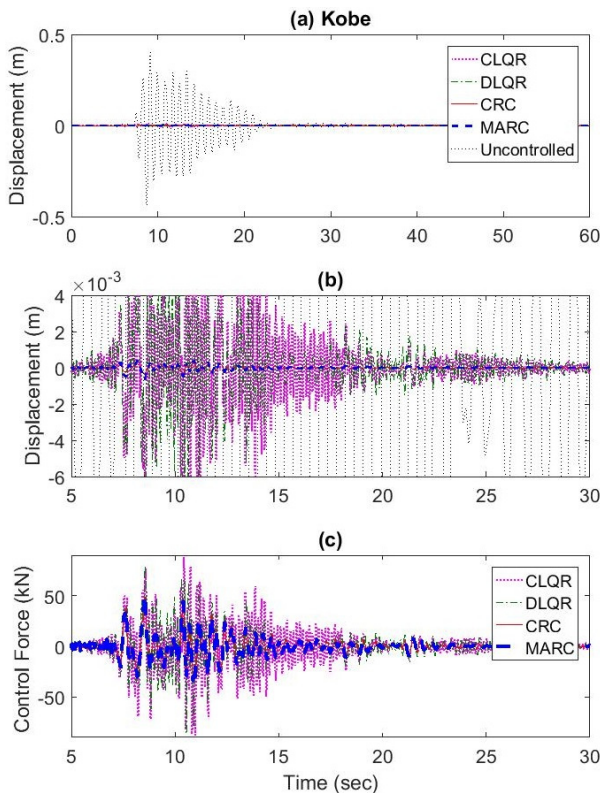 (a) Kobe
Displacement (m)
0.5
0
-0.5
CLQR
DLQR
CRC
MARC
Uncontrolled
0 10 20 30 40 50 60
(b)
×10⁻³
Displacement (m)
4
2
0
-2
-4
-6
5 10 15 20 25 30
(c)
Control Force (kN)
50
0
-50
CLQR
DLQR
CRC
MARC
5 10 15 20 25 30
Time (sec)